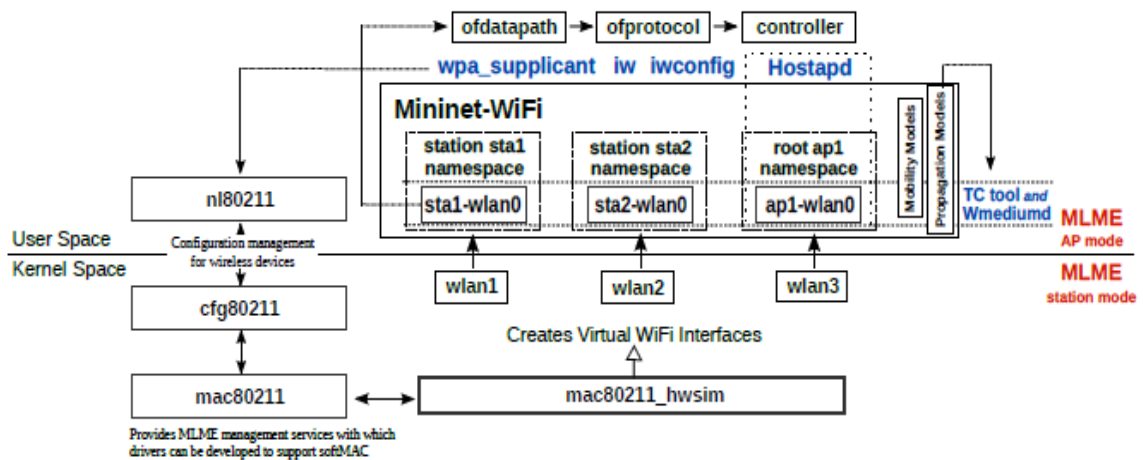 ofdatapath
ofprotocol
controller
wpa_supplicant iw iwconfig
Hostapd
Mininet-WiFi
station sta1
namespace
station sta2
namespace
root ap1
namespace
Mobility Models
Propagation Models
sta1-wlan0
sta2-wlan0
ap1-wlan0
TC tool and
Wmediumd
nl80211
User Space
Configuration management
for wireless devices
MLME
AP mode
Kernel Space
MLME
station mode
wlan1
wlan2
wlan3
cfg80211
Creates Virtual WiFi Interfaces
mac80211
mac80211_hwsim
Provides MLME management services with which
drivers can be developed to support softMAC